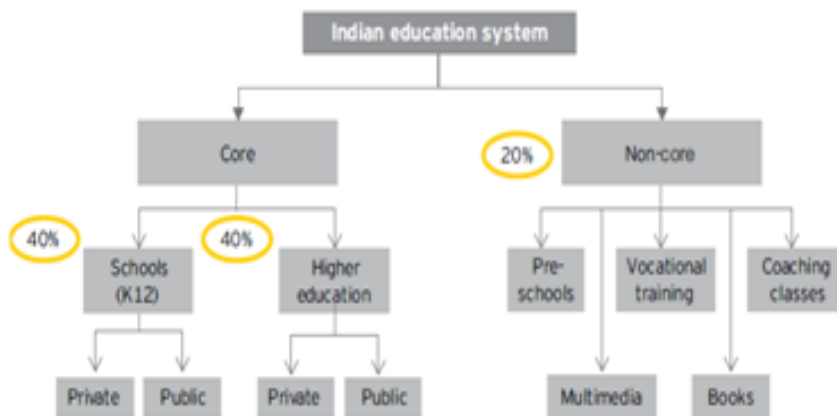 Indian education system
Core
20%
Non-core
40%
40%
Schools
(K12)
Higher
education
Pre-
schools
Vocational
training
Coaching
classes
Private
Public
Private
Public
Multimedia
Books